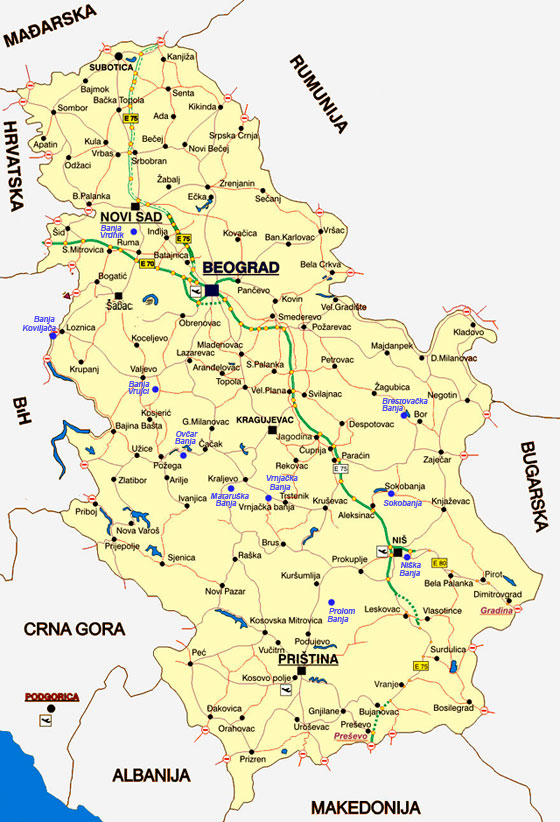 MAĐARSKA
RUMUNIJA
HRVATSKA
SUBOTICA
Kanjiža
Bajmok
Bačka Topola
Senta
Sombor
E 75
Ada
Kikinda
Apatin
Kula
Bečej
Srpska Crnja
Vrbas
Srbobran
Novi Bečej
Odžaci
Žabalj
Zrenjanin
B.Palanka
Ečka
Sečanj
NOVI SAD
Šid
Banja
Vrdnik
Inđija
E 75
Kovačica
Vršac
Ban.Karlovac
S.Mitrovica
Ruma
Batajnica
E 70
BEOGRAD
Bela Crkva
Bogatić
Pančevo
Šabac
Kovin
Vel.Gradište
Obrenovac
Smederevo
Požarevac
Kladovo
Banja
Koviljača
Loznica
Koceljevo
Mladenovac
Lazarevac
Majdanpek
D.Milanovac
Krupanj
Valjevo
Aranđelovac
S.Palanka
Petrovac
Topola
Banja
Vrujci
Vel.Plana
Svilajnac
Žagubica
Negotin
Bresrovačka
Banja
Bor
BiH
Kosjerić
Bajina Bašta
G.Milanovac
KRAGUJEVAC
Despotovac
Ovčar
Banja
Čačak
Jagodina
Užice
Požega
Cuprija
Paraćin
Zaječar
BUGARSKA
Rekovac
E 75
Zlatibor
Arilje
Kraljevo
Vrnjačka
Banja
Mataruška
Banja
Trstenik
Sokobanja
Sokobanja
Ivanjica
Vrnjačka banja
Kruševac
Aleksinac
Knjaževac
Priboj
Nova Varoš
Prijepolje
Brus
NIŠ
Sjenica
Raška
Prokuplje
Niška
Banja
E 80
Kuršumlija
Bela Palanka
Pirot
Novi Pazar
Prolom
Banja
Dimitrovgrad
Leskovac
Vlasotince
Gradina
CRNA GORA
Kosovska Mitrovica
Podujevo
Vučitrn
Surdulica
Peć
PRIŠTINA
E 75
Kosovo polje
Vranje
PODGORICA
Đakovica
Gnjilane
Bujanovac
Bosilegrad
Orahovac
Uroševac
Preševo
Preševo
Prizren
ALBANIJA
MAKEDONIJA